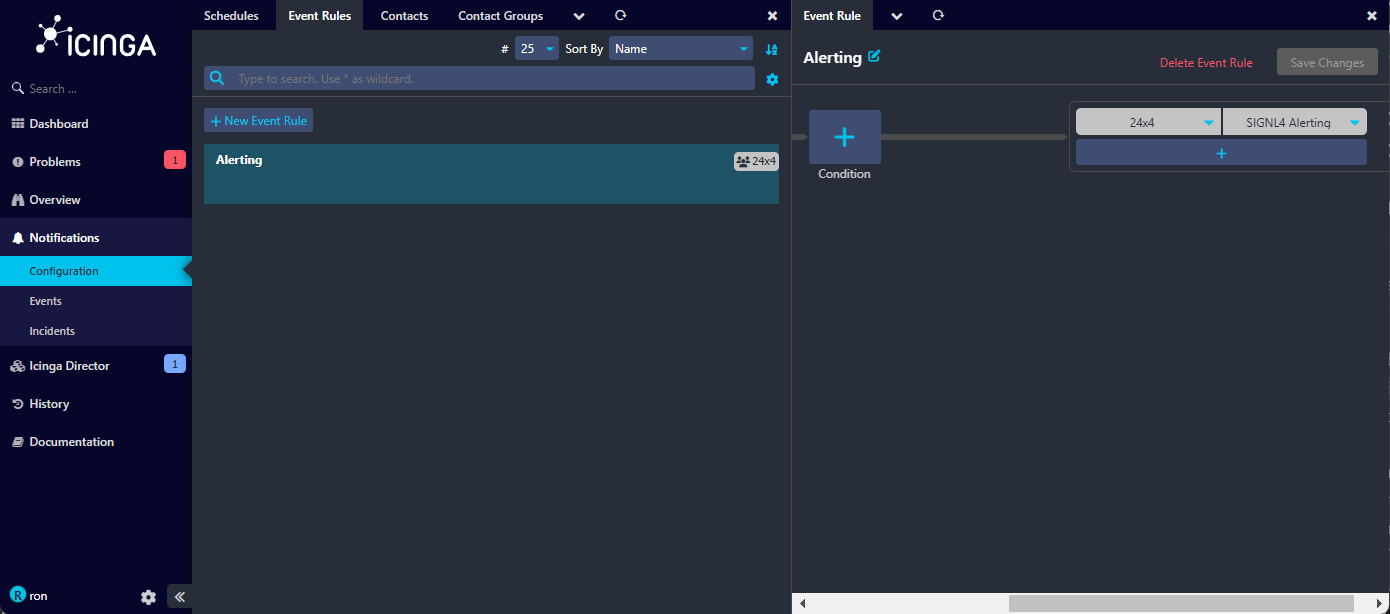 ICINGA
Search ...
Dashboard
Problems 1
Overview
Notifications
Configuration
Events
Incidents
Icinga Director 1
History
Documentation
R ron
Schedules Event Rules Contacts Contact Groups
# 25 Sort By Name
Type to search. Use * as wildcard.
New Event Rule
Alerting 24x4
Event Rule
Alerting Delete Event Rule Save Changes
24x4 SIGNL4 Alerting
Condition